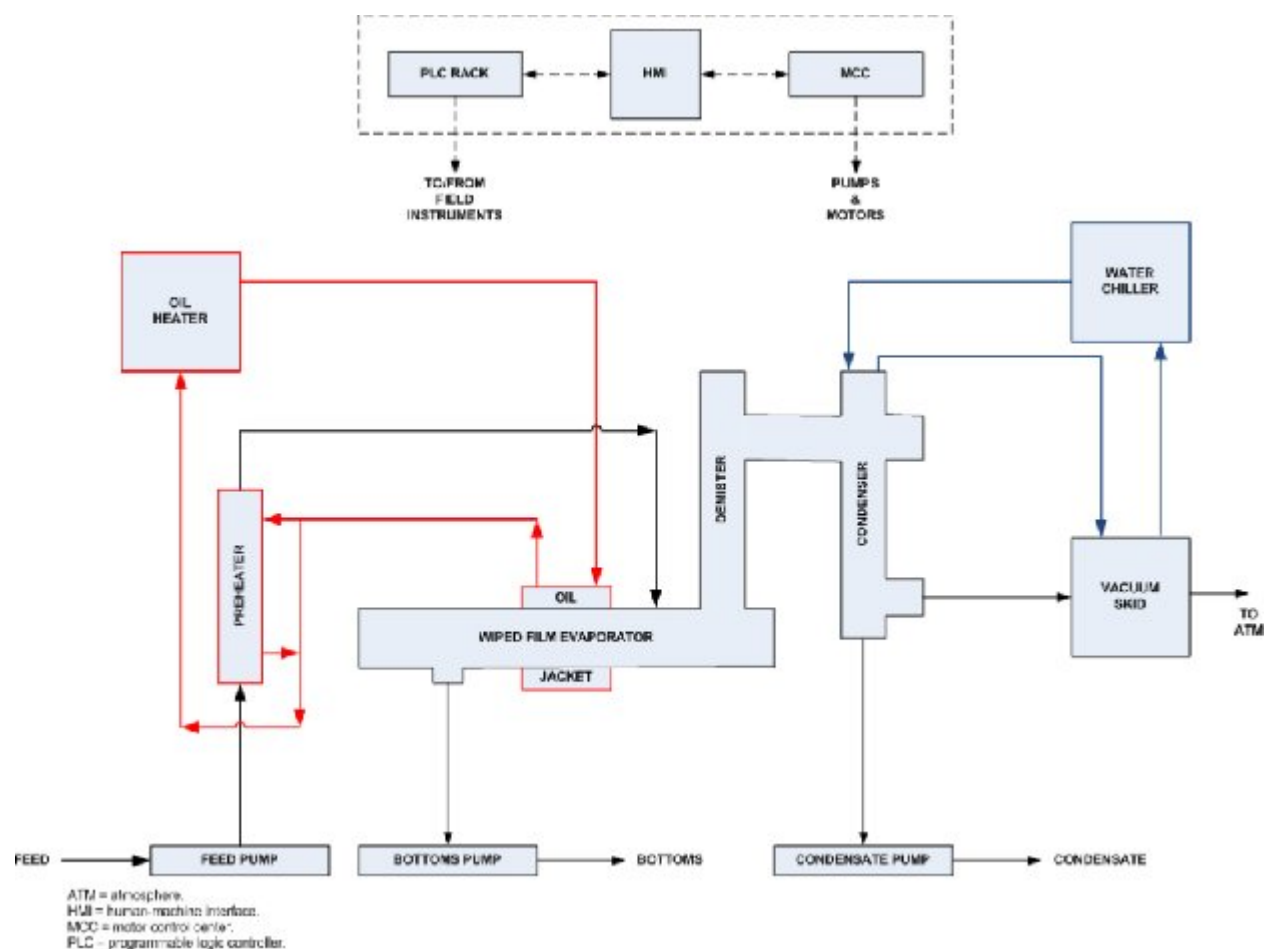 PLC RACK
HMI
MCC
TO/FROM
FIELD
INSTRUMENTS
PUMPS
&
MOTORS
OIL
HEATER
WATER
CHILLER
PREHEATER
DEMISTER
CONDENSER
OIL
WIPED FILM EVAPORATOR
JACKET
VACUUM
SKID
TO
ATM
FEED
FEED PUMP
BOTTOMS PUMP
BOTTOMS
CONDENSATE PUMP
CONDENSATE
ATM = atmosphere.
HMI = human-machine interface.
MCC = motor control center.
PLC = programmable logic controller.